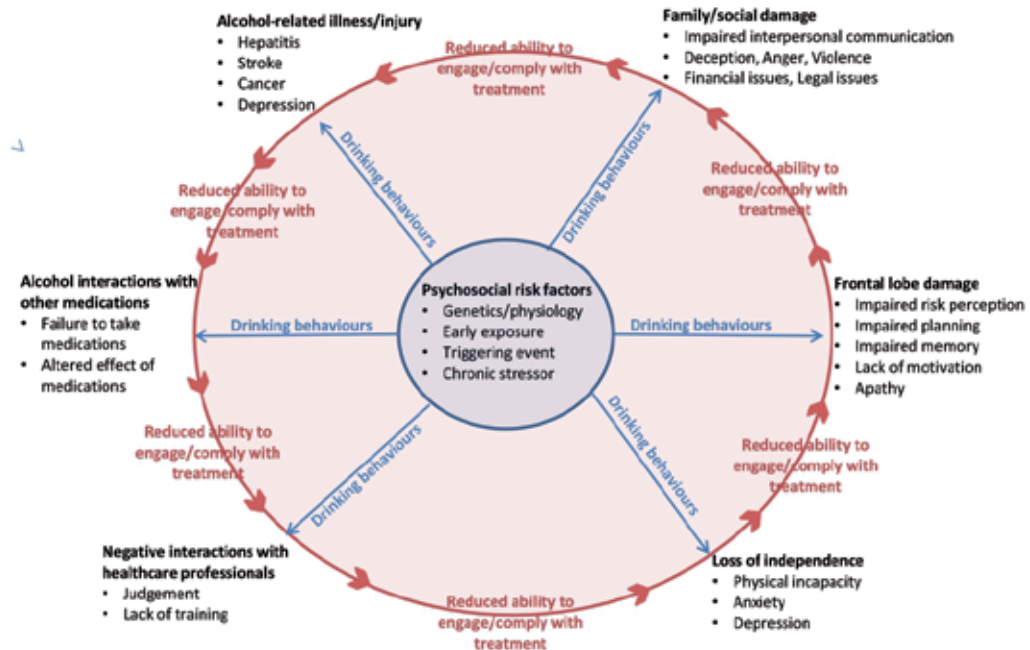 Alcohol-related illness/injury
• Hepatitis
• Stroke
• Cancer
• Depression
Family/social damage
• Impaired interpersonal communication
• Deception, Anger, Violence
• Financial issues, Legal issues
Reduced ability to
engage/comply with
treatment
Reduced ability to
engage/comply with
treatment
Reduced ability to
engage/comply with
treatment
Drinking behaviours
Drinking behaviours
Alcohol interactions with
other medications
• Failure to take
medications
• Altered effect of
medications
Drinking behaviours
Psychosocial risk factors
• Genetics/physiology
• Early exposure
• Triggering event
• Chronic stressor
Drinking behaviours
Frontal lobe damage
• Impaired risk perception
• Impaired planning
• Impaired memory
• Lack of motivation
• Apathy
Reduced ability to
engage/comply with
treatment
Drinking behaviours
Drinking behaviours
Reduced ability to
engage/comply with
treatment
Negative interactions with
healthcare professionals
• Judgement
• Lack of training
Reduced ability to
engage/comply with
treatment
Loss of independence
• Physical incapacity
• Anxiety
• Depression